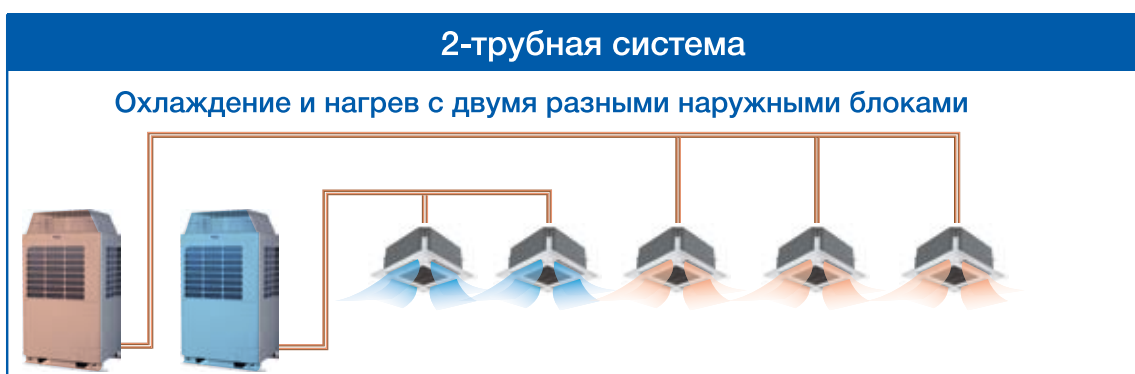 2-трубная система
Охлаждение и нагрев с двумя разными наружными блоками